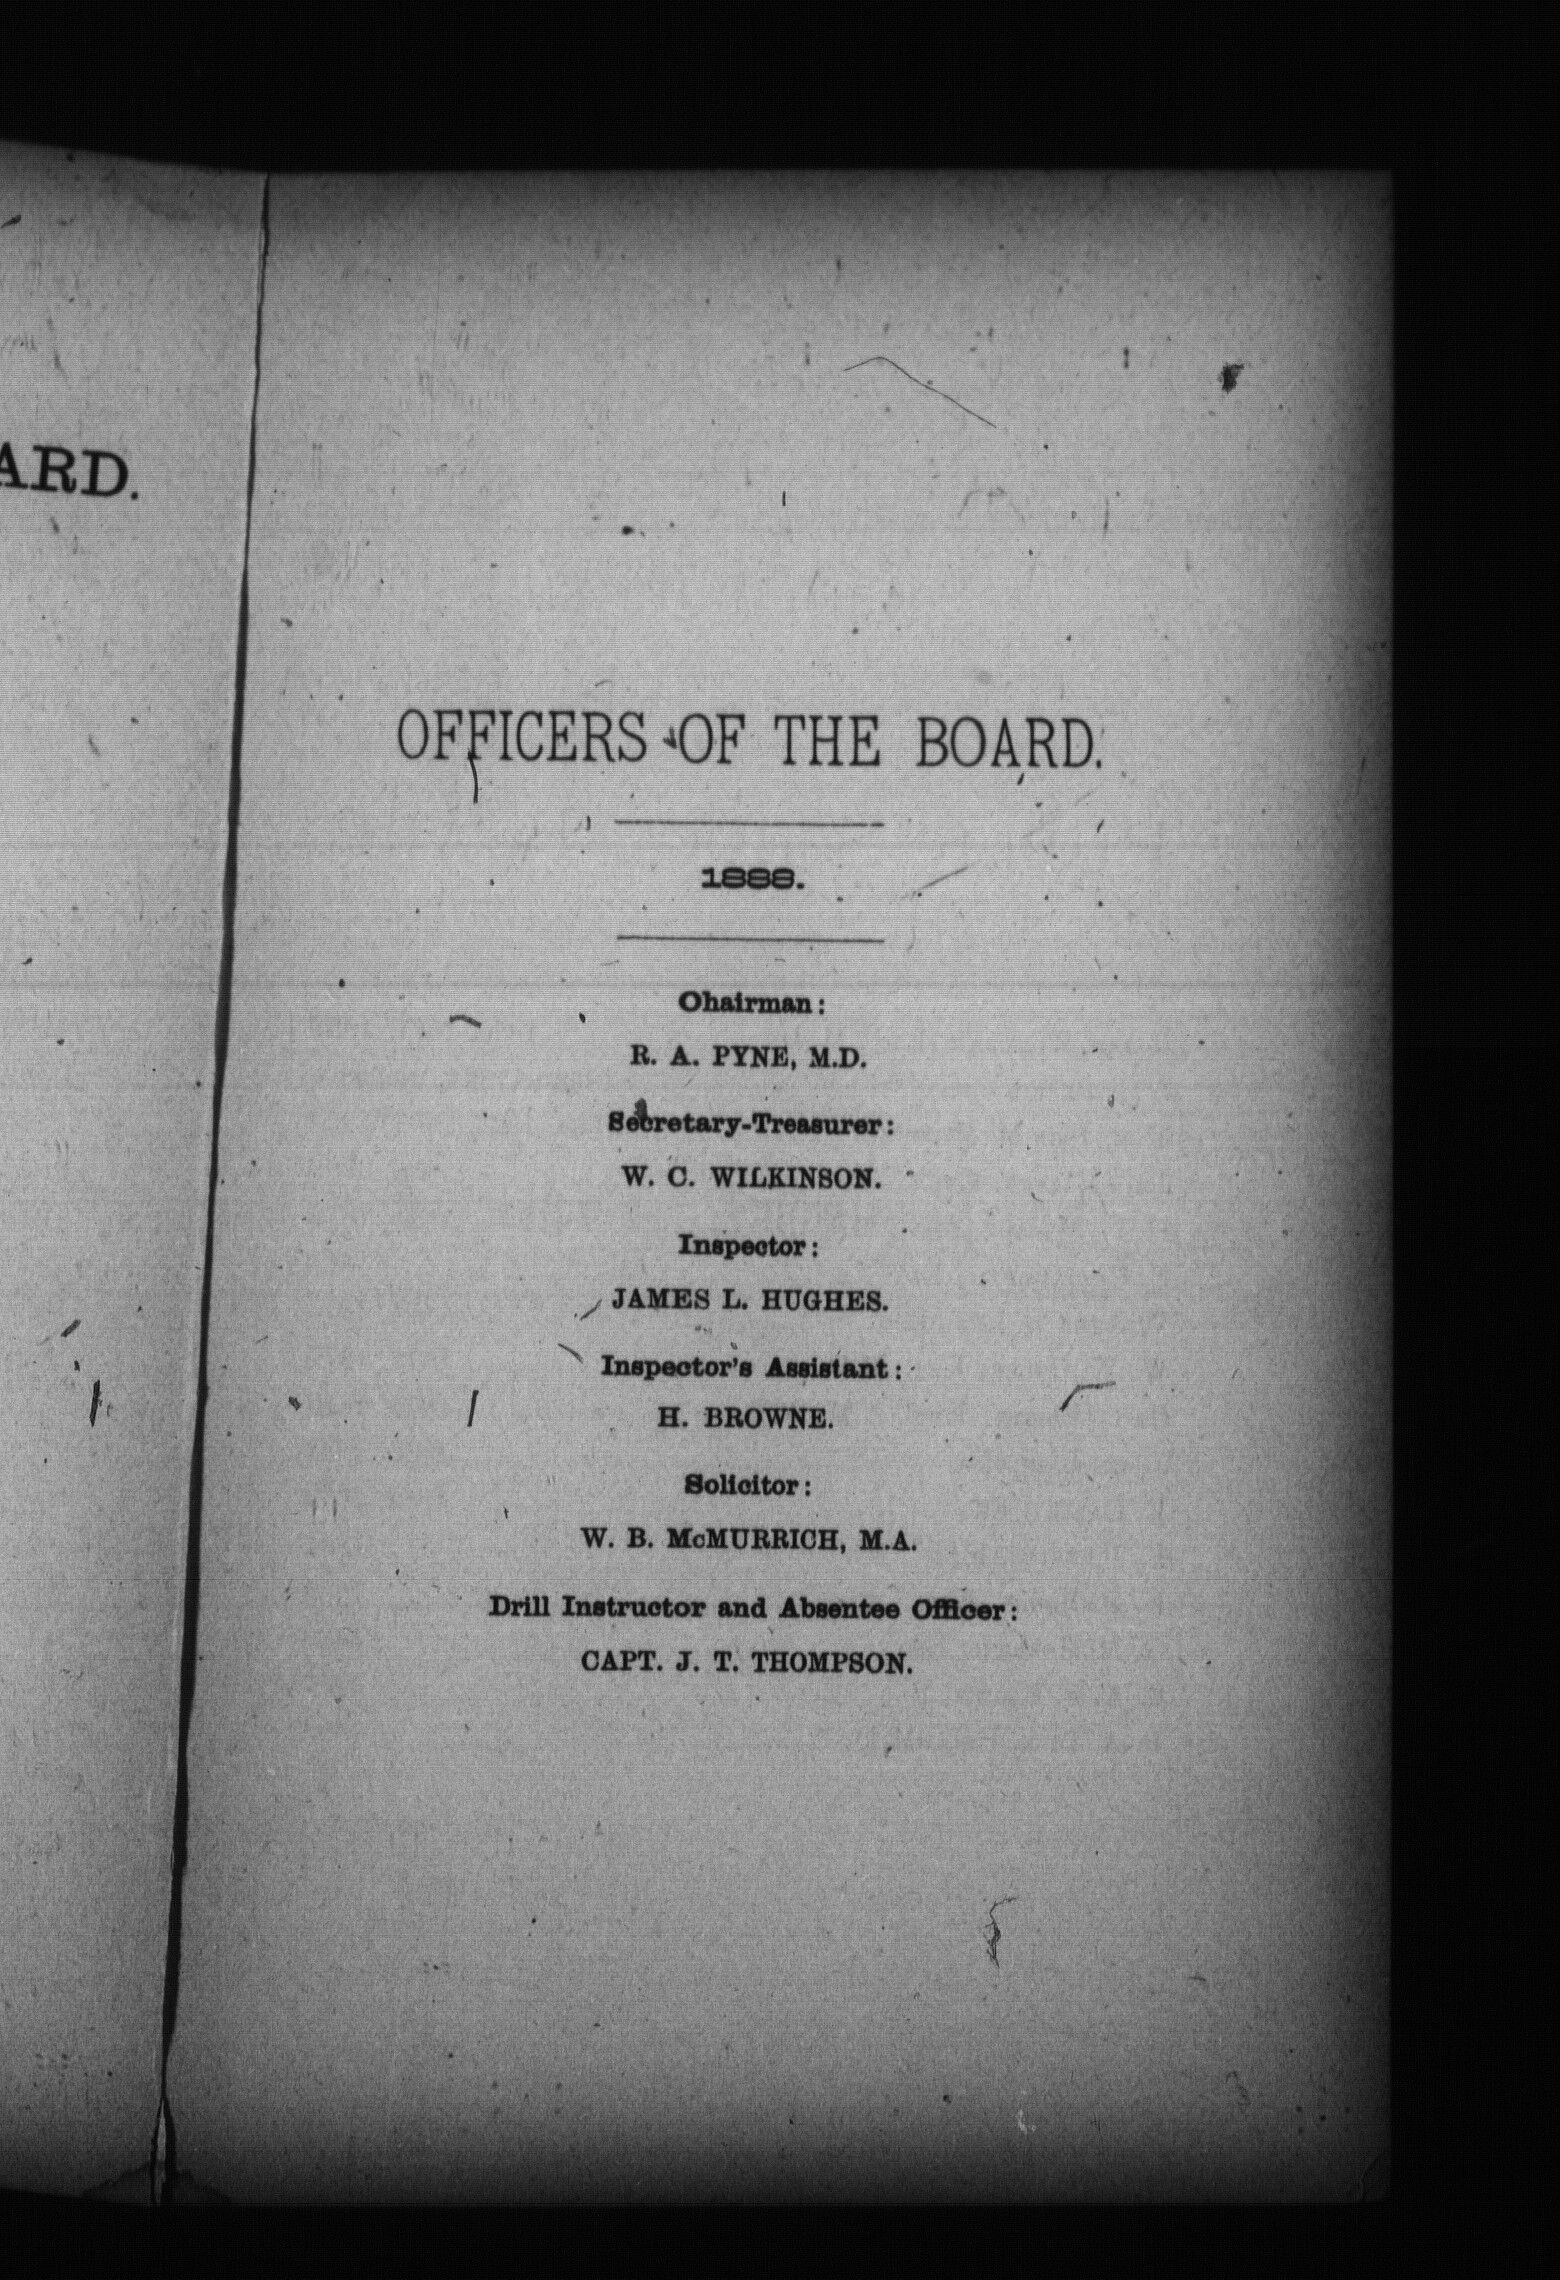 ARD.
OFFICERS OF THE BOARD.
1888.
Chairman:
R. A. PYNE, M.D.
Secretary-Treasurer:
W. C. WILKINSON.
Inspector:
JAMES L. HUGHES.
Inspector's Assistant:
H. BROWNE.
Solicitor:
W. B. McMURRICH, M.A.
Drill Instructor and Absentee Officer:
CAPT. J. T. THOMPSON.